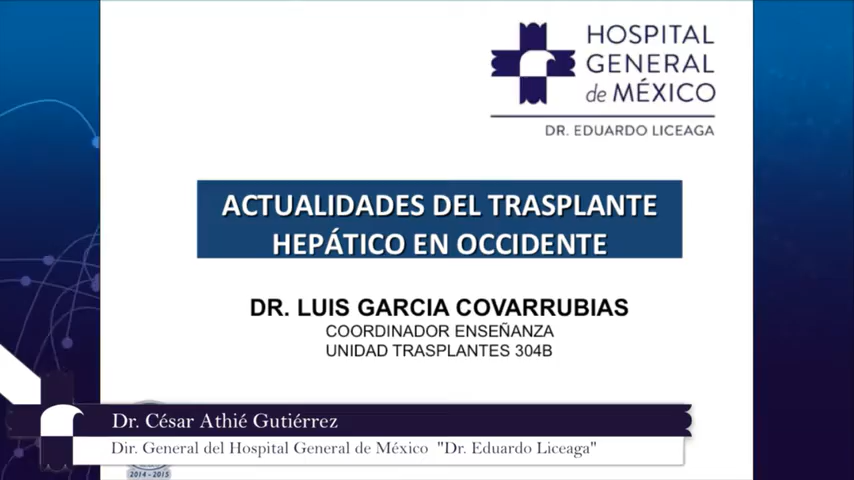 HOSPITAL
GENERAL
de MÉXICO
DR. EDUARDO LICEAGA
ACTUALIDADES DEL TRASPLANTE
HEPÁTICO EN OCCIDENTE
DR. LUIS GARCIA COVARRUBIAS
COORDINADOR ENSEÑANZA
UNIDAD TRASPLANTES 304B
Dr. César Athié Gutiérrez
Dir. General del Hospital General de México "Dr. Eduardo Liceaga"
2014 - 2015